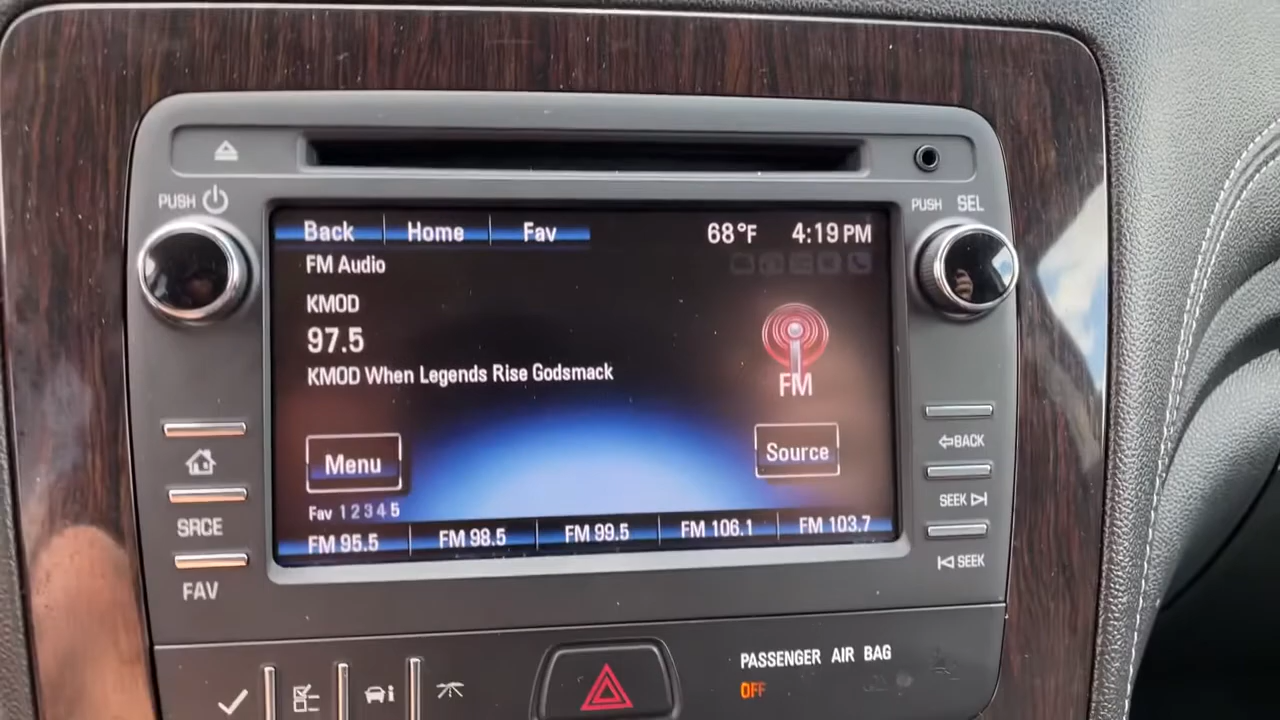 PUSH
PUSH SEL
Back Home Fav 68°F 4:19 PM
FM Audio
KMOD
97.5
KMOD When Legends Rise Godsmack
FM
Menu
Source
BACK
SEEK
SEEK
SRCE
FAV
Fav 1 2 3 4 5
FM 95.5 FM 98.5 FM 99.5 FM 106.1 FM 103.7
PASSENGER AIR BAG
OFF